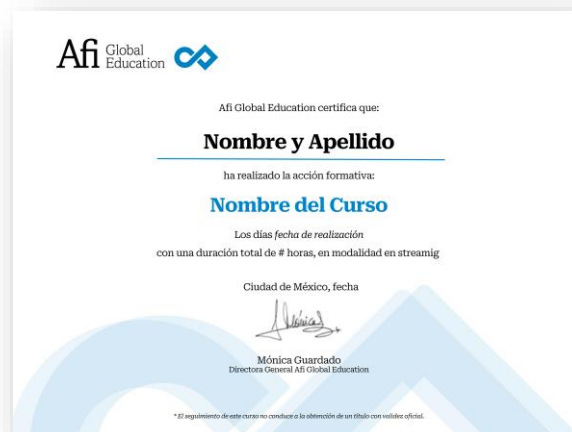 Afi Global
Education
Afi Global Education certifica que:
Nombre y Apellido
ha realizado la acción formativa:
Nombre del Curso
Los días fecha de realización
con una duración total de # horas, en modalidad en streamig
Ciudad de México, fecha
Mónica
Mónica Guardado
Directora General Afi Global Education
* El seguimiento de este curso no conduce a la obtención de un título con validez oficial.